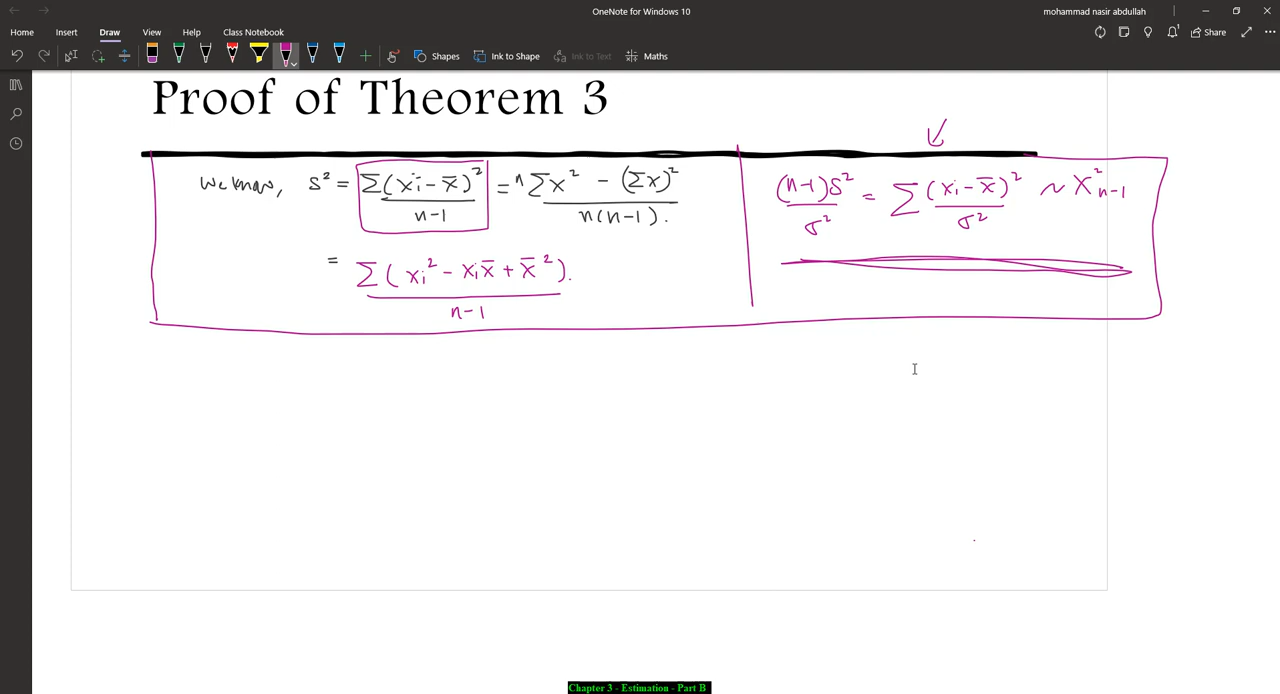 OneNote for Windows 10
mohammad nasir abdullah
Home Insert Draw View Help Class Notebook
Share
Shapes Ink to Shape Ink to Text Maths
Proof of Theorem 3
We know, S² = Σ(xi - x̄)² / n-1 = nΣx² - (Σx)² / n(n-1).
= Σ(xi² - xix̄ + x̄²). / n-1
(n-1)S² / σ² = Σ (xi - x̄)² / σ² ~ X²n-1
Chapter 3 - Estimation - Part B